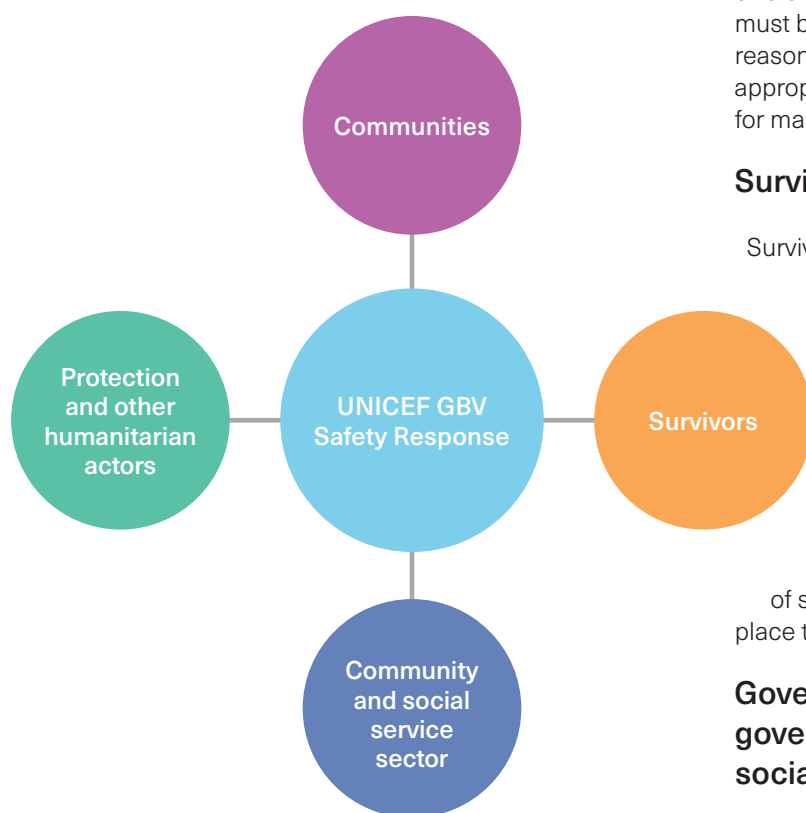 Communities
Protection
and other
humanitarian
actors
UNICEF GBV
Safety Response
Survivors
Community
and social
service
sector
must b
reason
approp
for ma
Survi
Surviv
of s
place t
Gove
gove
socia